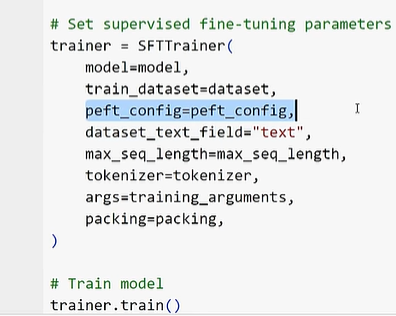 # Set supervised fine-tuning parameters
trainer = SFTTrainer(
    model=model,
    train_dataset=dataset,
    peft_config=peft_config,
    dataset_text_field="text",
    max_seq_length=max_seq_length,
    tokenizer=tokenizer,
    args=training_arguments,
    packing=packing,
)
# Train model
trainer.train()